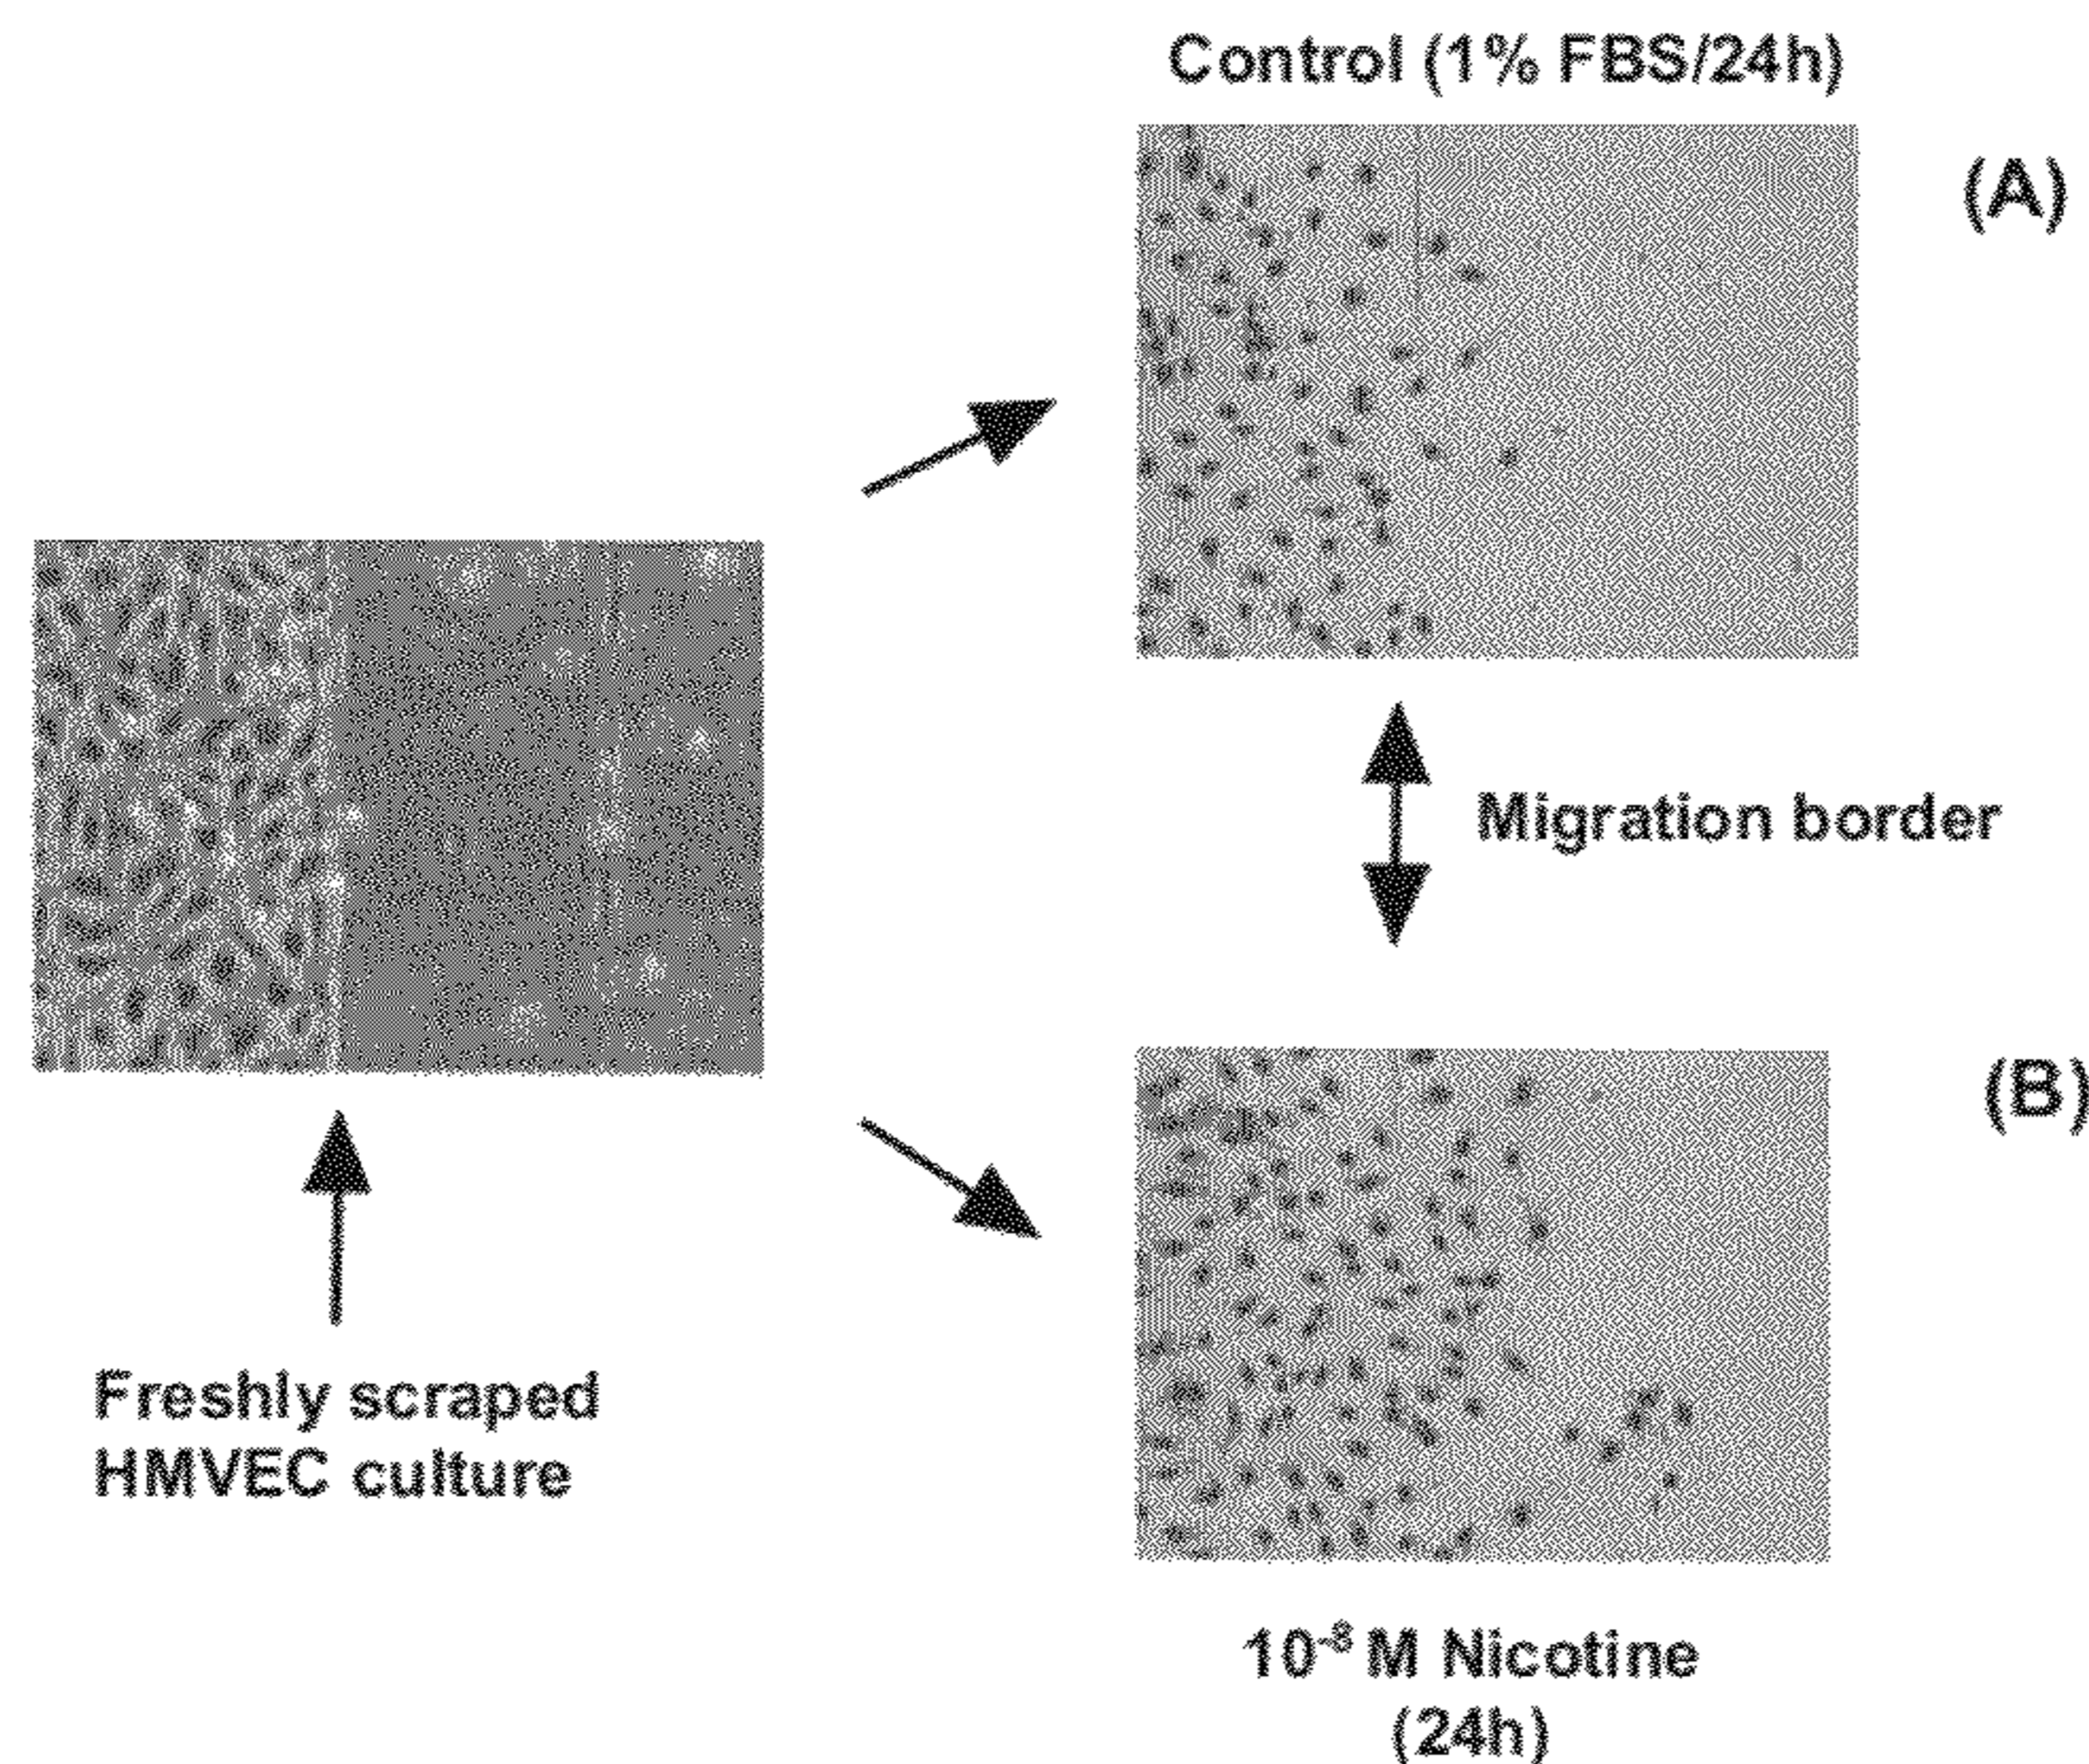 Control (1% FBS/24h)
(A)
Migration border
(B)
Freshly scraped
HMVEC culture
10⁻⁸ M Nicotine
(24h)